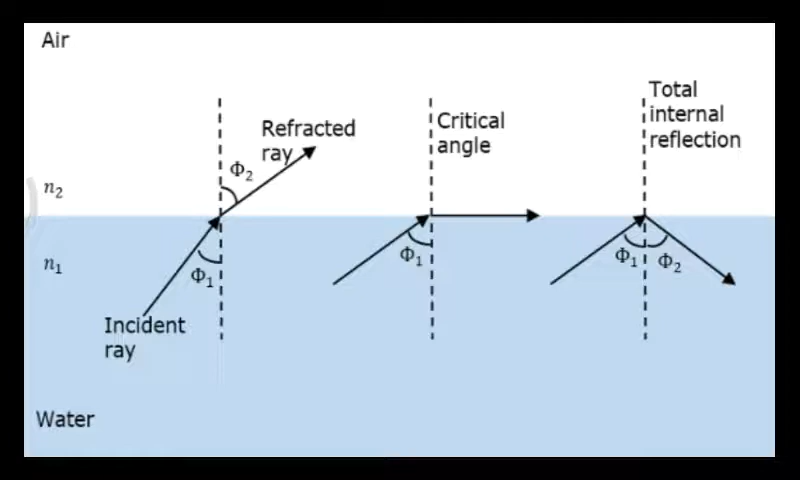 Air
Total
internal
reflection
Critical
angle
Refracted
ray
Φ2
n2
n1
Φ1
Φ1
Φ1
Φ2
Incident
ray
Water